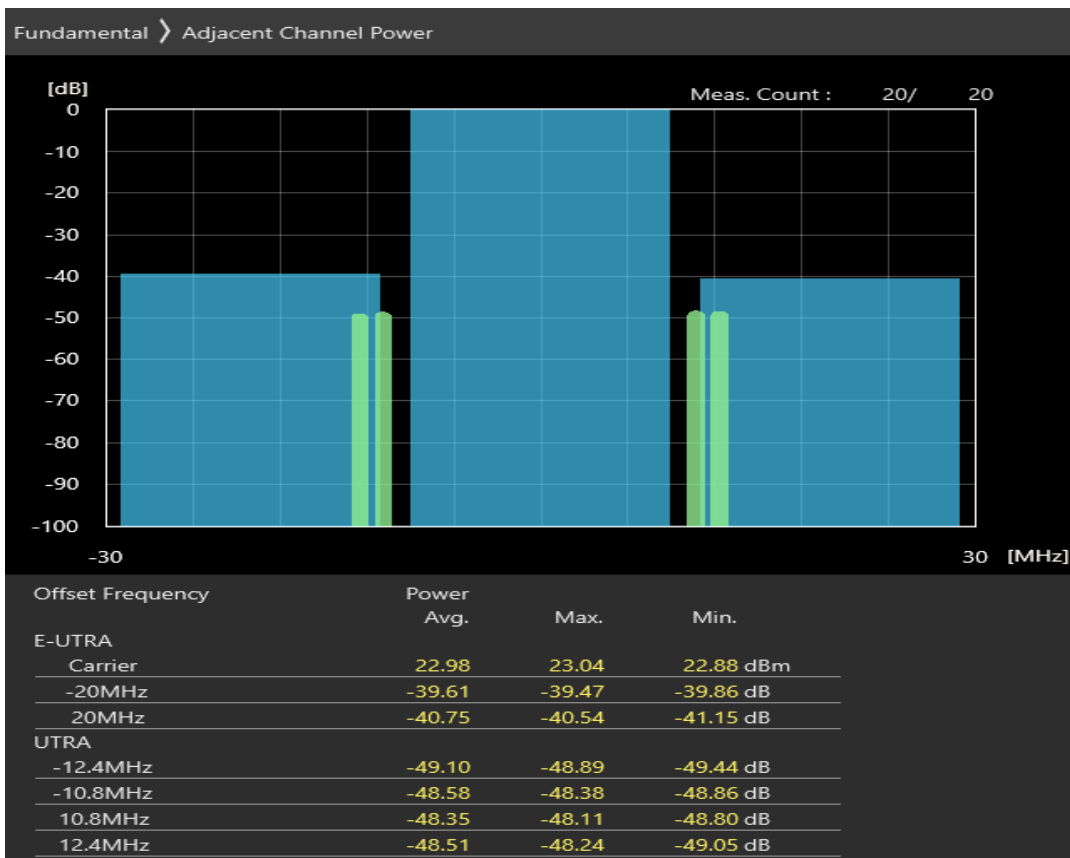 Fundamental ❯ Adjacent Channel Power
[dB]
Meas. Count : 20/ 20
0
-10
-20
-30
-40
-50
-60
-70
-80
-90
-100
-30 30 [MHz]
Offset Frequency Power
Avg. Max. Min.
E-UTRA
Carrier 22.98 23.04 22.88 dBm
-20MHz -39.61 -39.47 -39.86 dB
20MHz -40.75 -40.54 -41.15 dB
UTRA
-12.4MHz -49.10 -48.89 -49.44 dB
-10.8MHz -48.58 -48.38 -48.86 dB
10.8MHz -48.35 -48.11 -48.80 dB
12.4MHz -48.51 -48.24 -49.05 dB